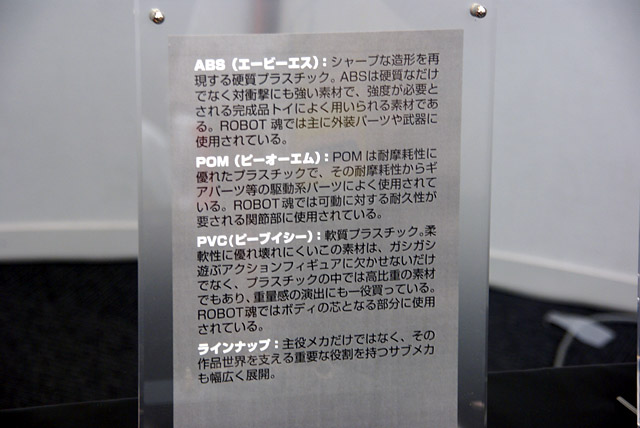 ABS（エービーエス）：シャープな造形を再
現する硬質プラスチック。ABSは硬質なだけ
でなく対衝撃にも強い素材で、強度が必要と
される完成品トイによく用いられる素材であ
る。ROBOT 魂では主に外装パーツや武器に
使用されている。
POM（ピーオーエム）：POM は耐摩耗性に
優れたプラスチックで、その耐摩耗性からギ
アパーツ等の駆動系パーツによく使用されて
いる。ROBOT 魂では可動に対する耐久性が
要される関節部に使用されている。
PVC(ピーブイシー)：軟質プラスチック。柔
軟性に優れ壊れにくいこの素材は、ガシガシ
遊ぶアクションフィギュアに欠かせないだけ
でなく、プラスチックの中では高比重の素材
でもあり、重量感の演出にも一役買っている。
ROBOT魂ではボディの芯となる部分に使用
されている。
ラインナップ：主役メカだけではなく、その
作品世界を支える重要な役割を持つサブメカ
も幅広く展開。